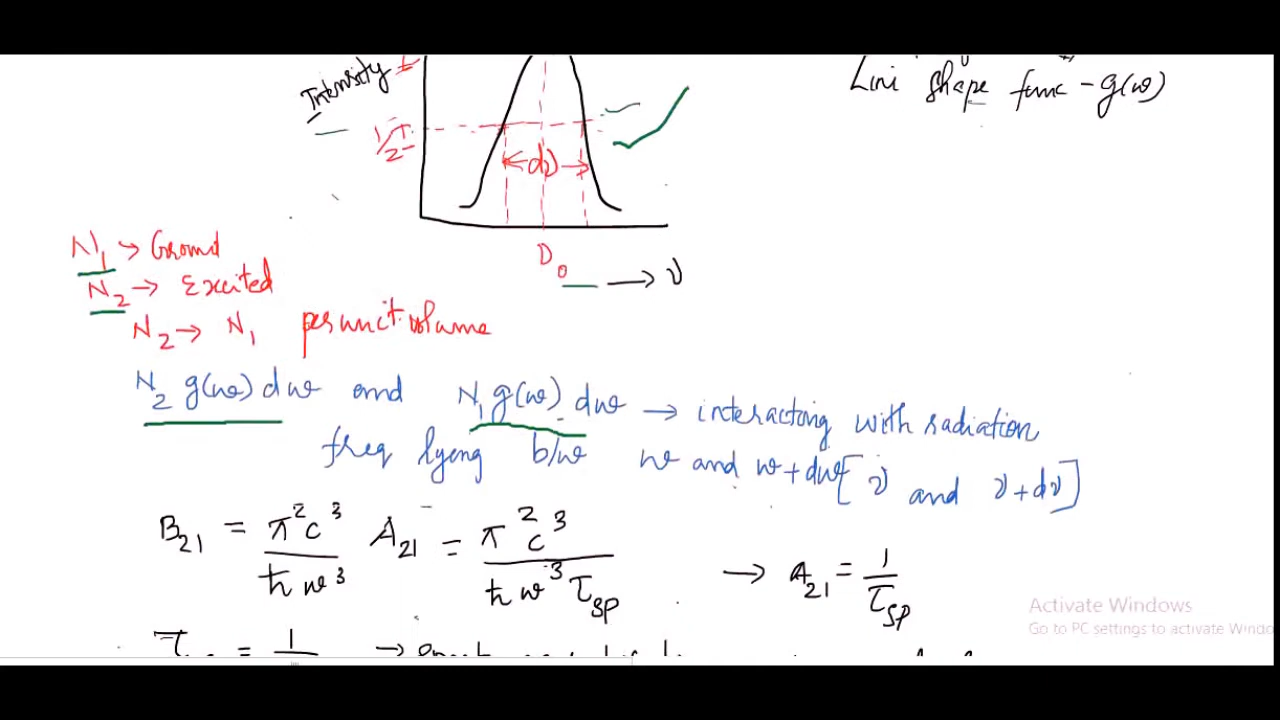 Intensity I
Line shape func - g(ω)
1/2 I
dν
ν₀ → ν
N₁ → Ground
N₂ → Excited
N₂ → N₁ per unit volume
N₂ g(ω) dω and N₁ g(ω) dω → interacting with radiation
freq lying b/w ω and ω + dω [ν and ν + dν]
B₂₁ = π²c³/ħω³ A₂₁ = π²c³/ħω³τsp → A₂₁ = 1/τsp
Activate Windows
Go to PC settings to activate Windo